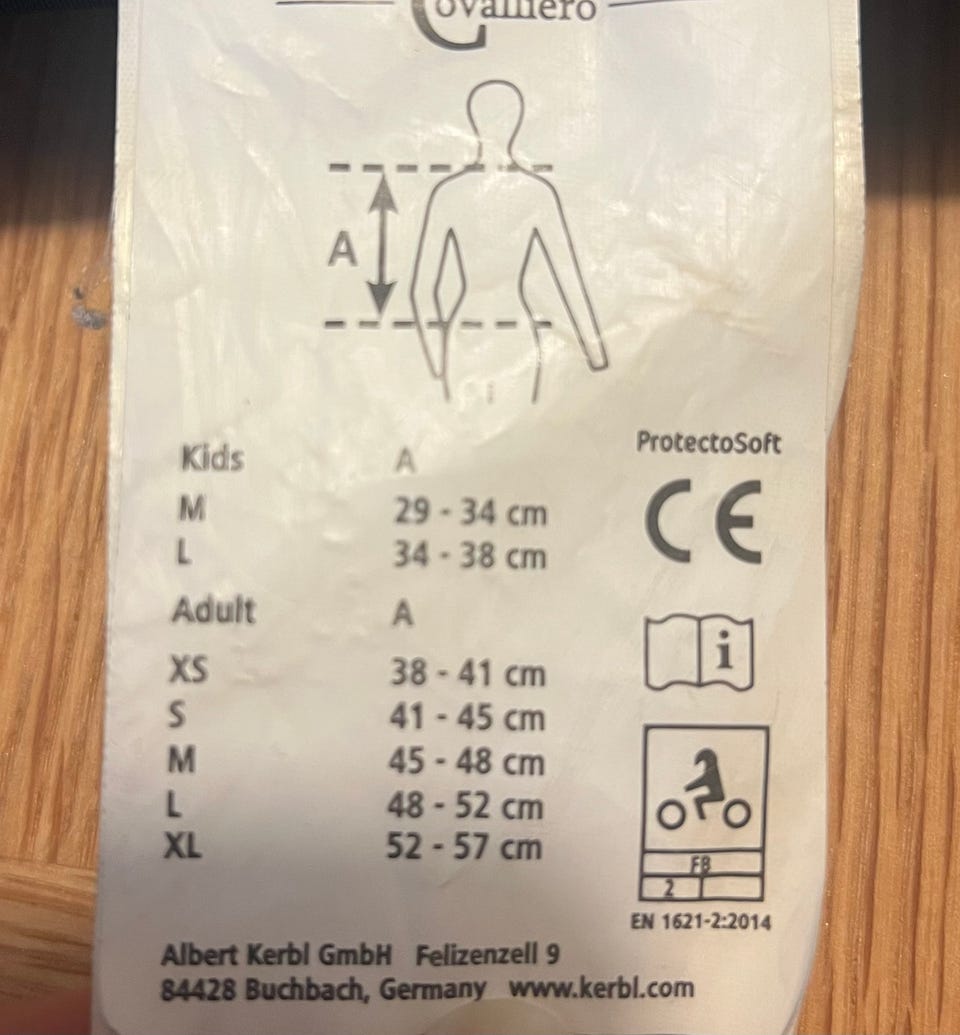 Covalliero
A
Kids A
M 29 - 34 cm
L 34 - 38 cm
Adult A
XS 38 - 41 cm
S 41 - 45 cm
M 45 - 48 cm
L 48 - 52 cm
XL 52 - 57 cm
ProtectoSoft
CE
i
FB
2
EN 1621-2:2014
Albert Kerbl GmbH Felizenzell 9
84428 Buchbach, Germany www.kerbl.com